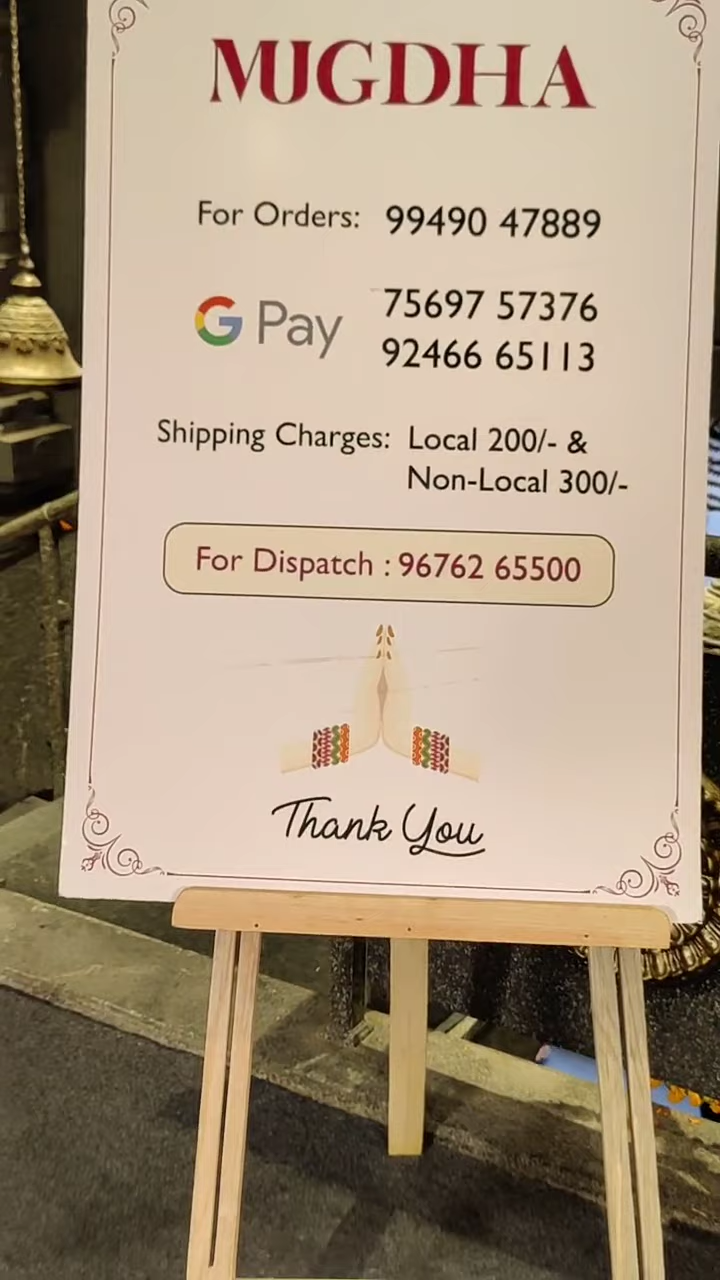 MUGDHA
For Orders: 99490 47889
G Pay 75697 57376
92466 65113
Shipping Charges: Local 200/- &
Non-Local 300/-
For Dispatch : 96762 65500
Thank You